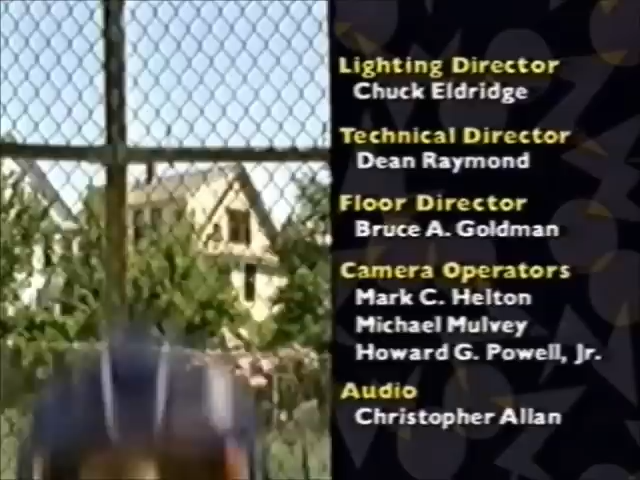 Lighting Director
Chuck Eldridge
Technical Director
Dean Raymond
Floor Director
Bruce A. Goldman
Camera Operators
Mark C. Helton
Michael Mulvey
Howard G. Powell, Jr.
Audio
Christopher Allan